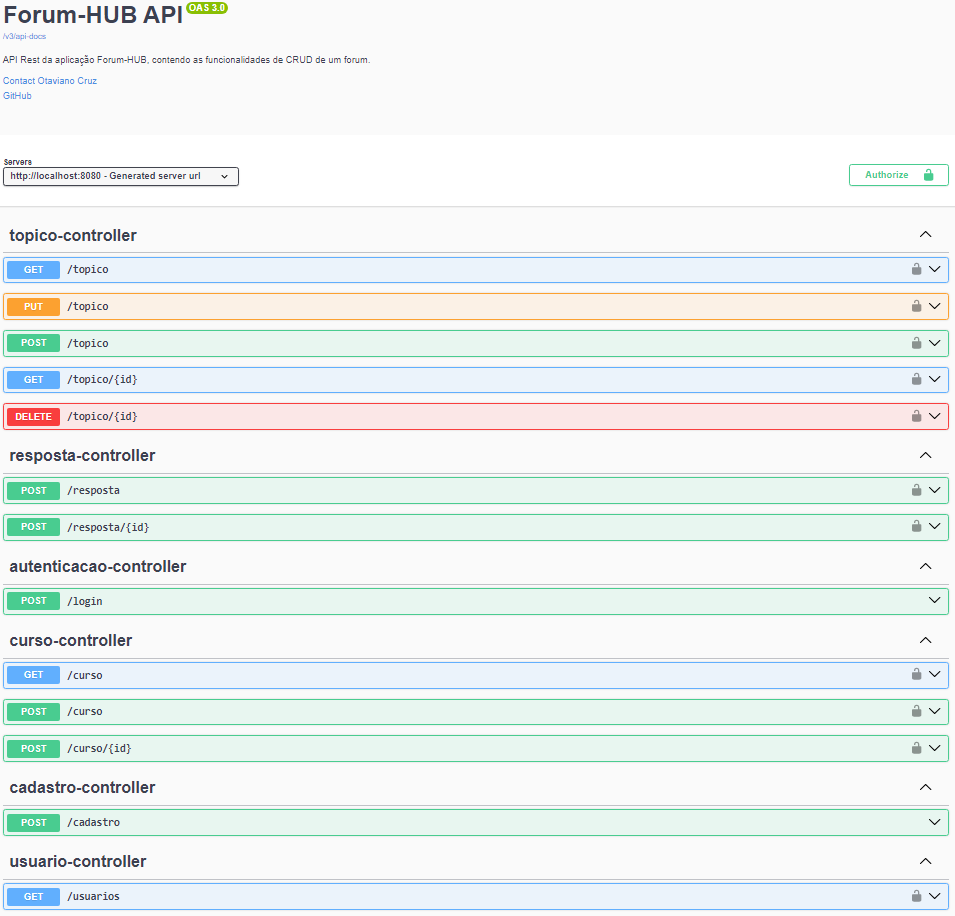 Forum-HUB API OAS 3.0
/v3/api-docs
API Rest da aplicação Forum-HUB, contendo as funcionalidades de CRUD de um forum.
Contact Otaviano Cruz
GitHub
Servers
http://localhost:8080 - Generated server url
Authorize
topico-controller
GET /topico
PUT /topico
POST /topico
GET /topico/{id}
DELETE /topico/{id}
resposta-controller
POST /resposta
POST /resposta/{id}
autenticacao-controller
POST /login
curso-controller
GET /curso
POST /curso
POST /curso/{id}
cadastro-controller
POST /cadastro
usuario-controller
GET /usuarios